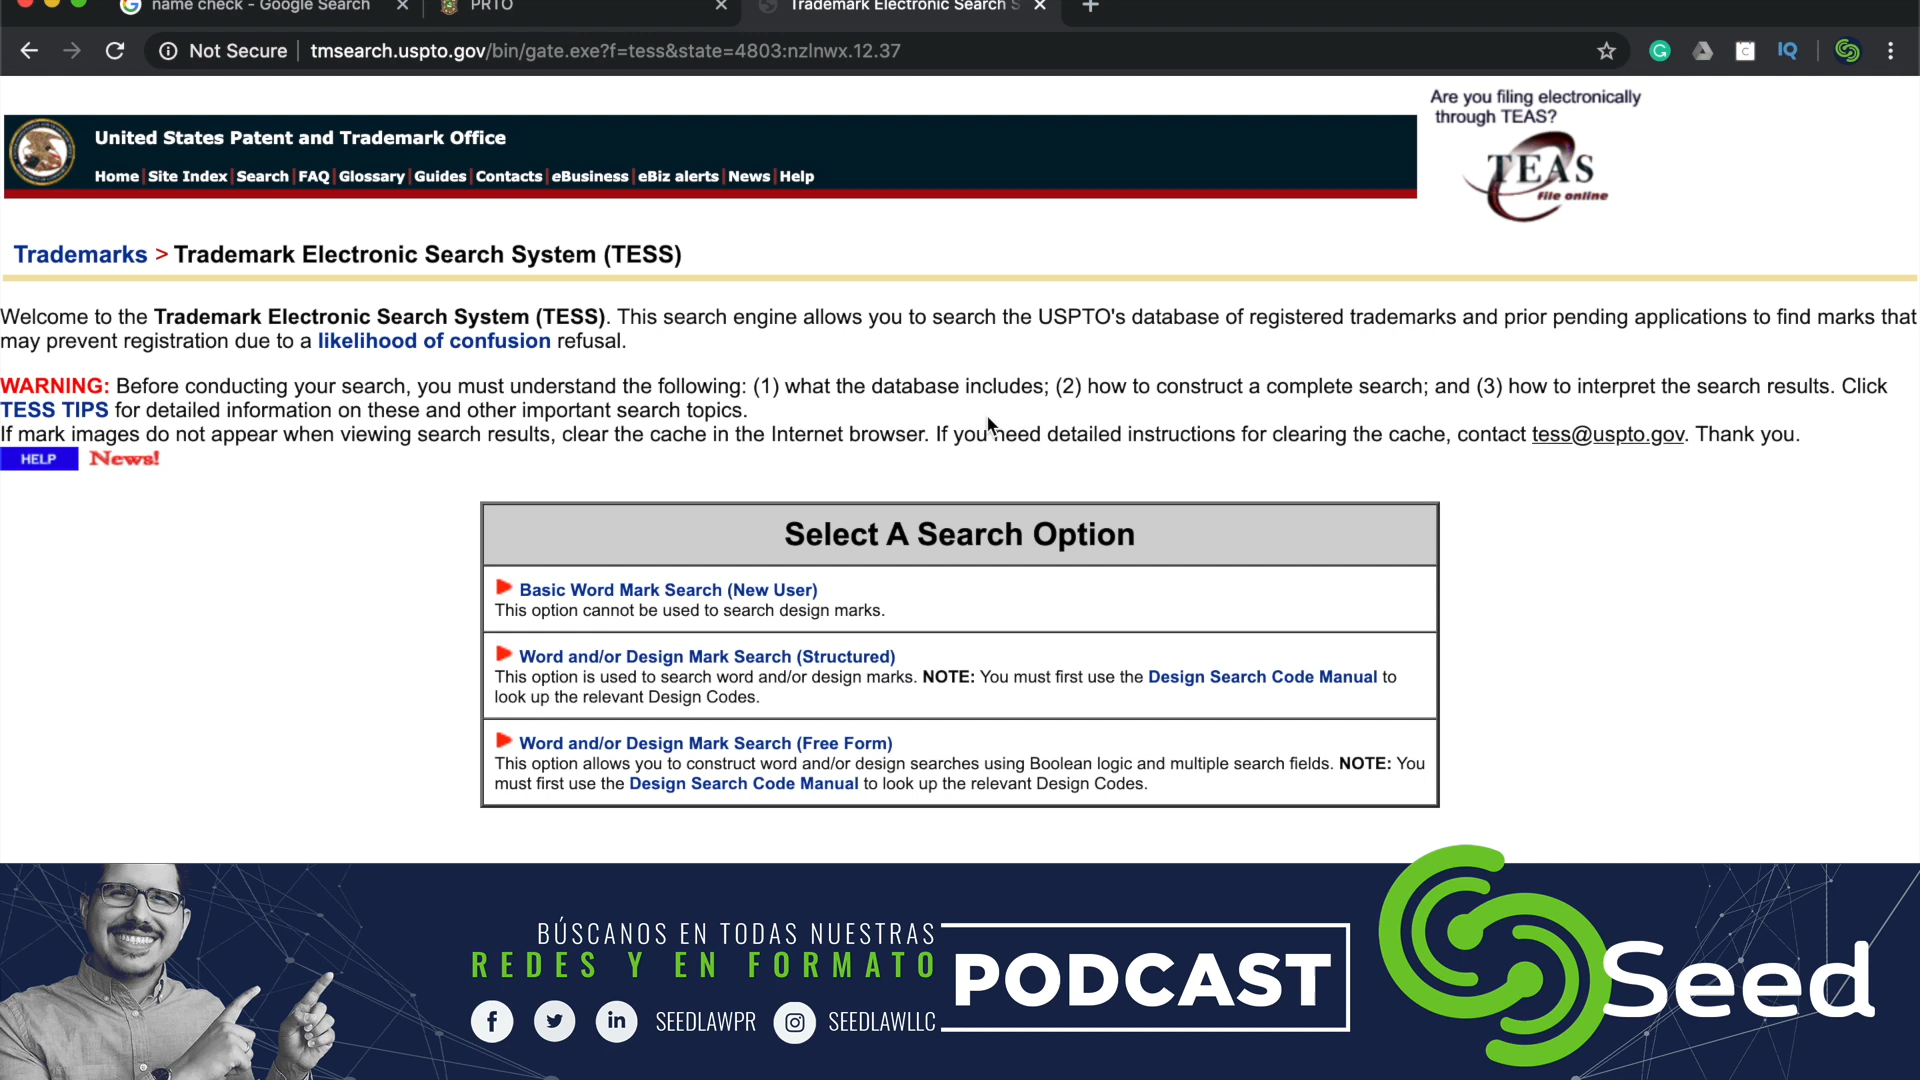 name check - Google Search
PRTO
Trademark Electronic Search S
Not Secure
tmsearch.uspto.gov/bin/gate.exe?f=tess&state=4803:nzlnwx.12.37
IQ
Are you filing electronically
through TEAS?
TEAS
file online
United States Patent and Trademark Office
Home | Site Index | Search | FAQ | Glossary | Guides | Contacts | eBusiness | eBiz alerts | News | Help
Trademarks > Trademark Electronic Search System (TESS)
Welcome to the Trademark Electronic Search System (TESS). This search engine allows you to search the USPTO's database of registered trademarks and prior pending applications to find marks that
may prevent registration due to a likelihood of confusion refusal.
WARNING: Before conducting your search, you must understand the following: (1) what the database includes; (2) how to construct a complete search; and (3) how to interpret the search results. Click
TESS TIPS for detailed information on these and other important search topics.
If mark images do not appear when viewing search results, clear the cache in the Internet browser. If you need detailed instructions for clearing the cache, contact tess@uspto.gov. Thank you.
HELP News!
Select A Search Option
Basic Word Mark Search (New User)
This option cannot be used to search design marks.
Word and/or Design Mark Search (Structured)
This option is used to search word and/or design marks. NOTE: You must first use the Design Search Code Manual to
look up the relevant Design Codes.
Word and/or Design Mark Search (Free Form)
This option allows you to construct word and/or design searches using Boolean logic and multiple search fields. NOTE: You
must first use the Design Search Code Manual to look up the relevant Design Codes.
BÚSCANOS EN TODAS NUESTRAS
REDES Y EN FORMATO
PODCAST
SEEDLAWPR
SEEDLAWLLC
Seed